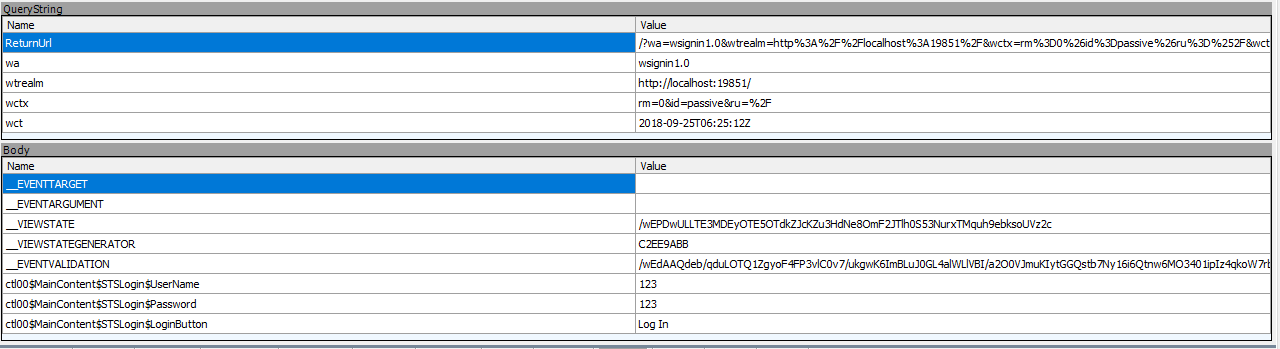 QueryString
Name Value
ReturnUrl /?wa=wsignin1.0&wtrealm=http%3A%2F%2Flocalhost%3A19851%2F&wctx=rm%3D0%26id%3Dpassive%26ru%3D%252F&wct
wa wsignin1.0
wtrealm http://localhost:19851/
wctx rm=0&id=passive&ru=%2F
wct 2018-09-25T06:25:12Z
Body
Name Value
__EVENTTARGET
__EVENTARGUMENT
__VIEWSTATE /wEPDwULLTE3MDEyOTE5OTdkZJcKZu3HdNe8OmF2JTlh0S53NurxTMquh9ebksoUVz2c
__VIEWSTATEGENERATOR C2EE9ABB
__EVENTVALIDATION /wEdAAQdeb/qduLOTQ1ZgyoF4FP3vlC0v7/ukgwK6ImBLuJ0GL4alWLlVBI/a2O0VJmuKIytGGQstb7Ny16i6Qtnw6MO3401ipIz4qkoW7rb
ctl00$MainContent$STSLogin$UserName 123
ctl00$MainContent$STSLogin$Password 123
ctl00$MainContent$STSLogin$LoginButton Log In